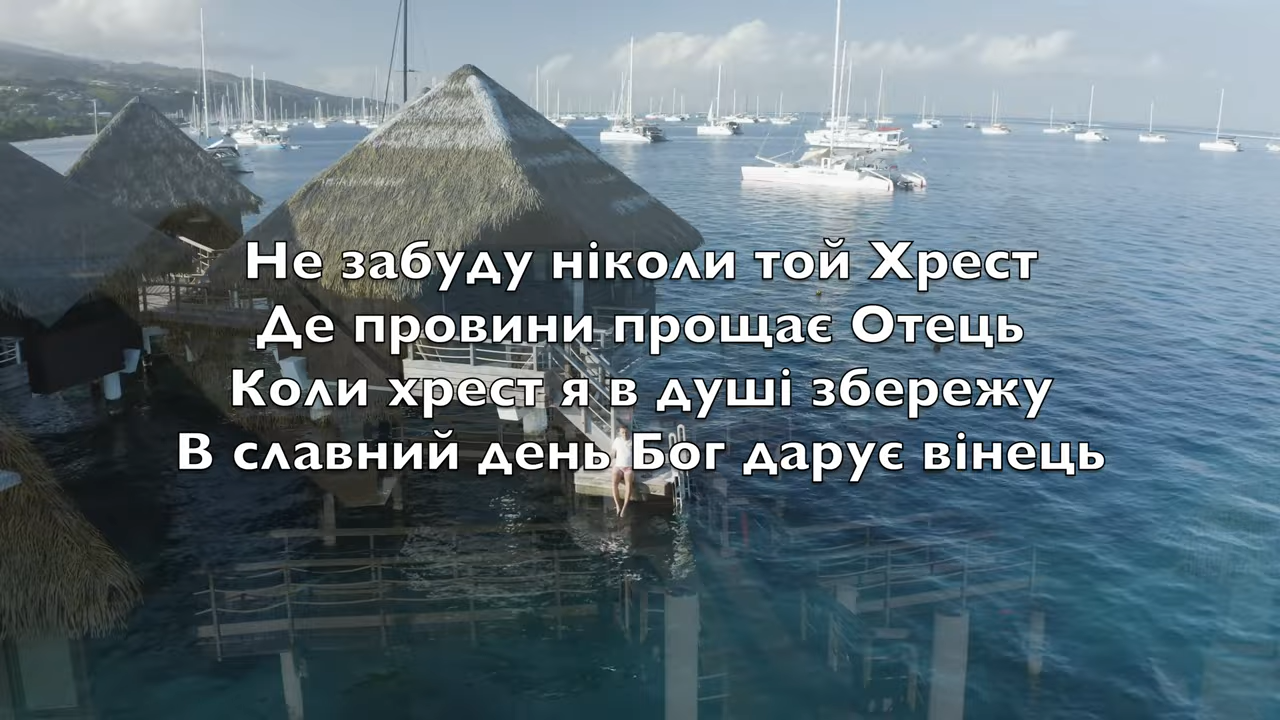 Не забуду ніколи той Хрест
Де провини прощає Отець
Коли хрест я в душі збережу
В славний день Бог дарує вінець